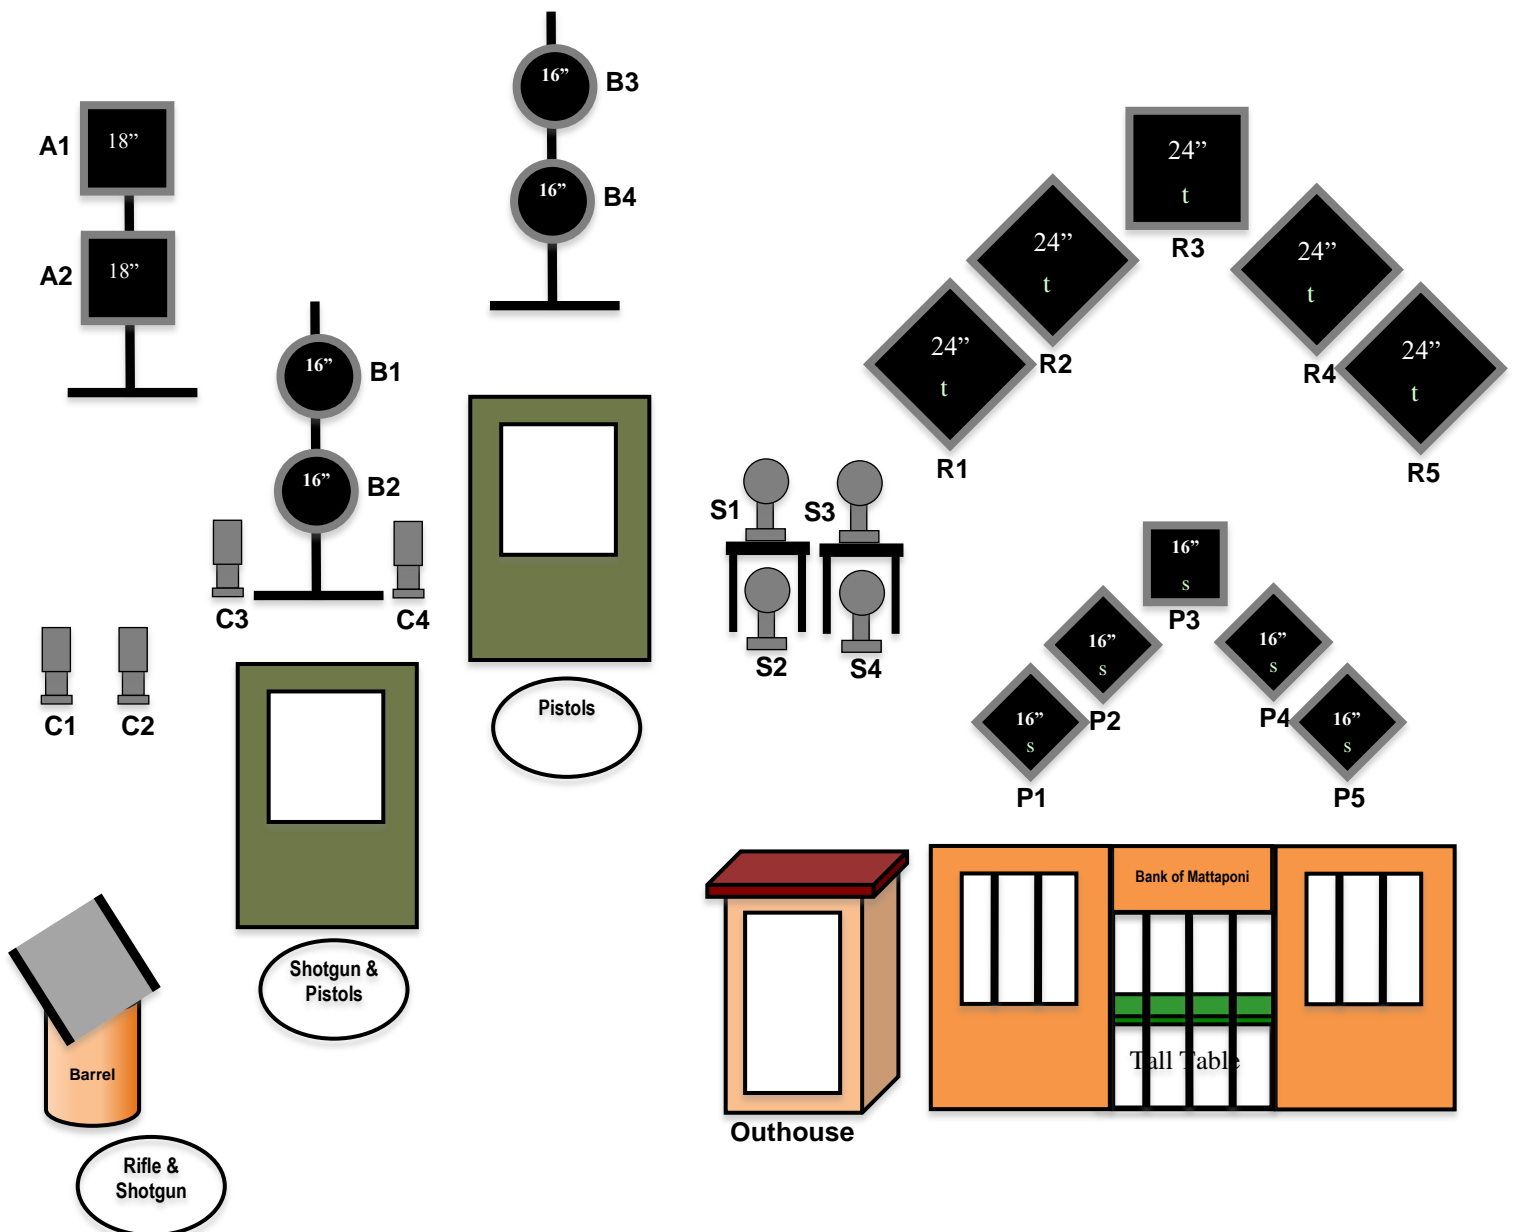 16”
B3
16”
B4
A1
18”
A2
18”
16”
B1
16”
B2
C3
C4
C1
C2
Pistols
Shotgun &
Pistols
Barrel
Rifle &
Shotgun
24”
t
R3
24”
t
R2
24”
t
R4
24”
t
R1
24”
t
R5
S1
S3
S2
S4
16”
s
P3
16”
s
P2
16”
s
P4
16”
s
P1
16”
s
P5
Bank of Mattaponi
Tall Table
Outhouse